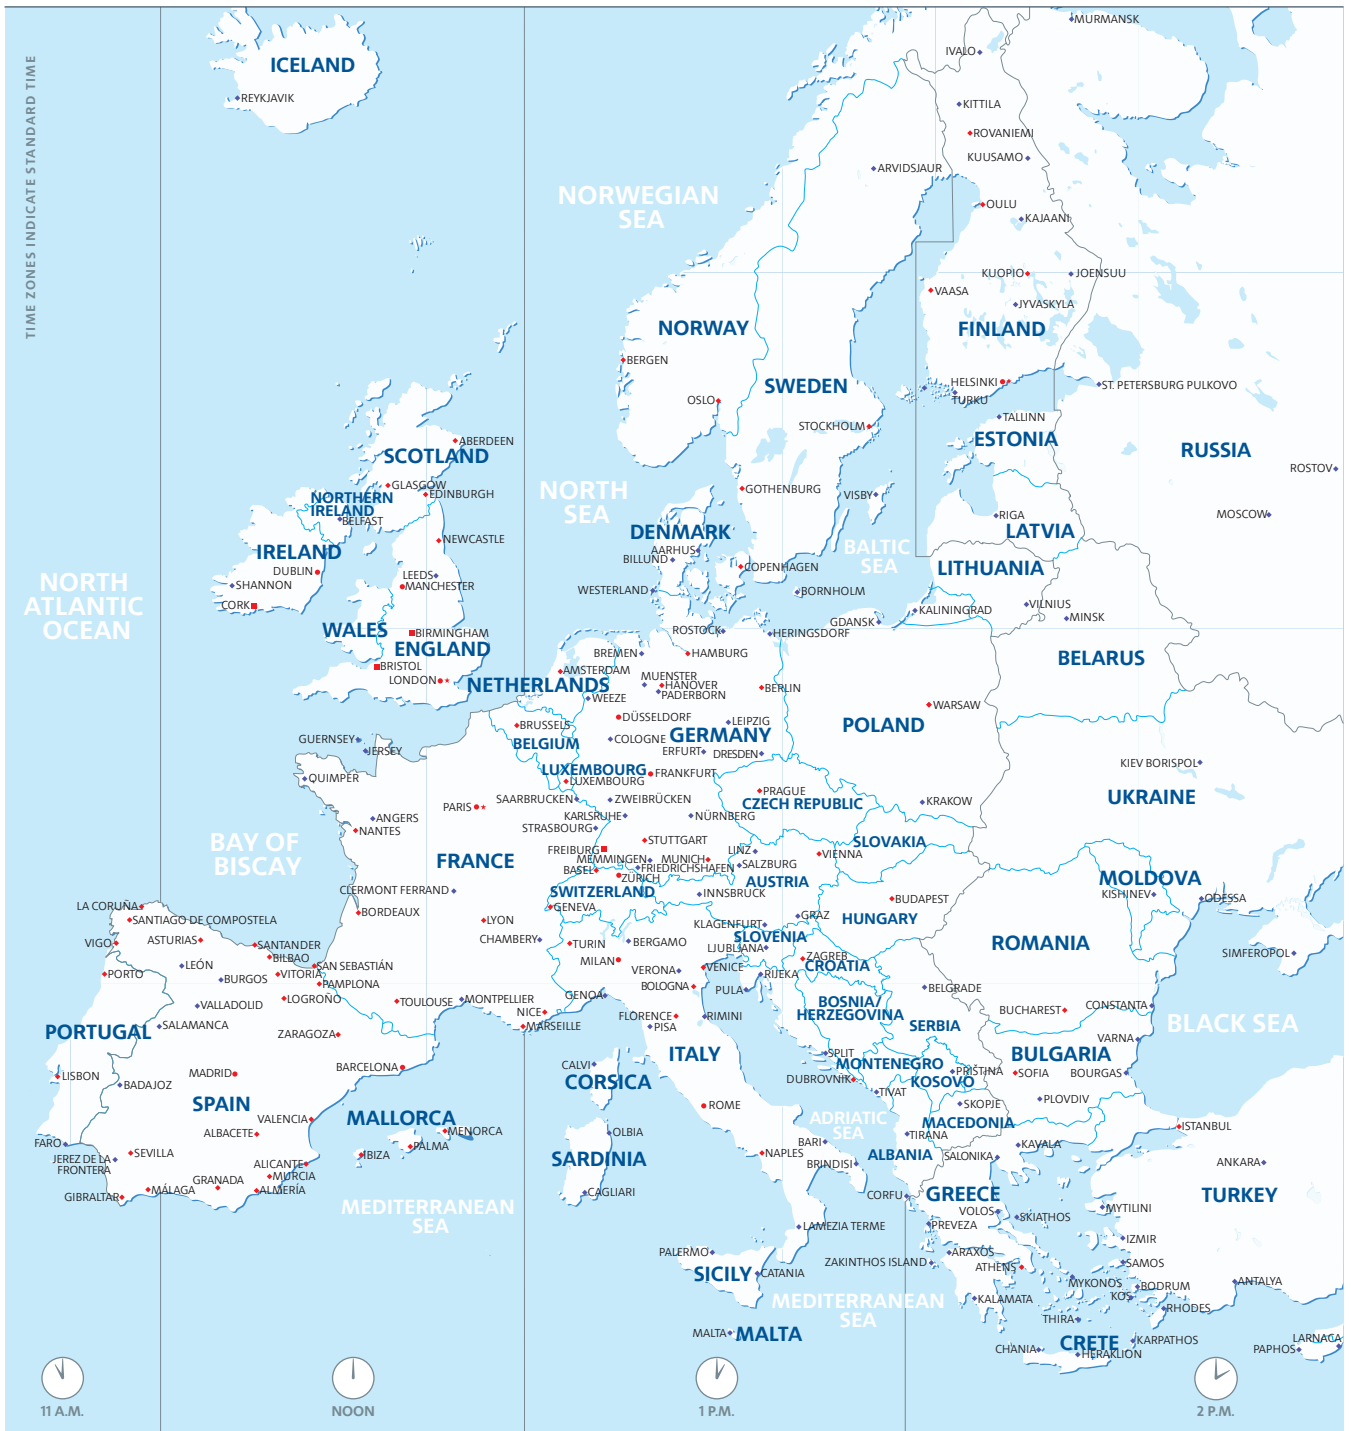 TIME ZONES INDICATE STANDARD TIME
MURMANSK
IVALO
ICELAND
REYKJAVIK
KITTILA
ROVANIEMI
KUUSAMO
ARVIDSJAUR
NORWEGIAN
SEA
OULU
KAJAANI
KUOPIO
JOENSUU
VAASA
JYVASKYLA
NORWAY
FINLAND
BERGEN
HELSINKI
ST. PETERSBURG PULKOVO
SWEDEN
OSLO
TURKU
TALLINN
STOCKHOLM
ESTONIA
ABERDEEN
SCOTLAND
RUSSIA
ROSTOV
GLASGOW
EDINBURGH
NORTHERN
IRELAND
BELFAST
NORTH
SEA
GOTHENBURG
VISBY
RIGA
MOSCOW
DENMARK
LATVIA
NEWCASTLE
IRELAND
AARHUS
BILLUND
BALTIC
SEA
DUBLIN
LEEDS
COPENHAGEN
LITHUANIA
SHANNON
MANCHESTER
WESTERLAND
BORNHOLM
NORTH
ATLANTIC
OCEAN
CORK
KALININGRAD
VILNIUS
MINSK
GDANSK
WALES
BIRMINGHAM
ROSTOCK
HERINGSDORF
ENGLAND
BREMEN
HAMBURG
BELARUS
BRISTOL
AMSTERDAM
MUENSTER
LONDON
NETHERLANDS
HANOVER
BERLIN
PADERBORN
WEEZE
WARSAW
DÜSSELDORF
LEIPZIG
BRUSSELS
POLAND
GERMANY
GUERNSEY
BELGIUM
COLOGNE
JERSEY
ERFURT
DRESDEN
KIEV BORISPOL
LUXEMBOURG
FRANKFURT
QUIMPER
LUXEMBOURG
PRAGUE
UKRAINE
SAARBRUCKEN
ZWEIBRÜCKEN
CZECH REPUBLIC
KRAKOW
PARIS
KARLSRUHE
NÜRNBERG
ANGERS
NANTES
STRASBOURG
BAY OF
BISCAY
STUTTGART
SLOVAKIA
FREIBURG
LINZ
VIENNA
FRANCE
MEMMINGEN
MUNICH
SALZBURG
FRIEDRICHSHAFEN
BASEL
ZÜRICH
AUSTRIA
MOLDOVA
CLERMONT FERRAND
SWITZERLAND
INNSBRUCK
KISHINEV
ODESSA
BUDAPEST
LA CORUÑA
GENEVA
BORDEAUX
GRAZ
HUNGARY
SANTIAGO DE COMPOSTELA
LYON
KLAGENFURT
VIGO
ASTURIAS
SANTANDER
CHAMBERY
TURIN
BERGAMO
SLOVENIA
ROMANIA
LJUBLJANA
SIMFEROPOL
BILBAO
MILAN
ZAGREB
LEÓN
SAN SEBASTIÁN
VENICE
CROATIA
PORTO
VITORIA
VERONA
RIJEKA
BURGOS
PAMPLONA
BOLOGNA
PULA
BELGRADE
LOGROÑO
TOULOUSE
MONTPELLIER
GENOA
BOSNIA/
HERZEGOVINA
VALLADOLID
NICE
FLORENCE
RIMINI
BUCHAREST
CONSTANTA
SALAMANCA
MARSEILLE
PISA
SERBIA
BLACK SEA
PORTUGAL
ZARAGOZA
VARNA
ITALY
SPLIT
BULGARIA
CALVI
MONTENEGRO
LISBON
MADRID
BARCELONA
CORSICA
DUBROVNIK
KOSOVO
PRIŠTINA
SOFIA
BOURGAS
BADAJOZ
TIVAT
SPAIN
ROME
SKOPJE
PLOVDIV
VALENCIA
MALLORCA
ADRIATIC
SEA
MACEDONIA
ALBACETE
MENORCA
OLBIA
TIRANA
ISTANBUL
FARO
PALMA
BARI
KAVALA
SEVILLA
IBIZA
NAPLES
ALBANIA
SALONIKA
JEREZ DE LA
FRONTERA
SARDINIA
BRINDISI
ANKARA
ALICANTE
MURCIA
GRANADA
MÁLAGA
ALMERÍA
GIBRALTAR
CAGLIARI
CORFU
GREECE
TURKEY
MEDITERRANEAN
SEA
VOLOS
SKIATHOS
MYTILINI
LAMEZIA TERME
PREVEZA
IZMIR
PALERMO
ARAXOS
ZAKINTHOS ISLAND
ATHENS
SAMOS
SICILY
CATANIA
MYKONOS
BODRUM
ANTALYA
KOS
MEDITERRANEAN
SEA
KALAMATA
RHODES
THIRA
MALTA
MALTA
CHANIA
CRETE
HERAKLION
KARPATHOS
LARNACA
PAPHOS
11 A.M.
NOON
1 P.M.
2 P.M.